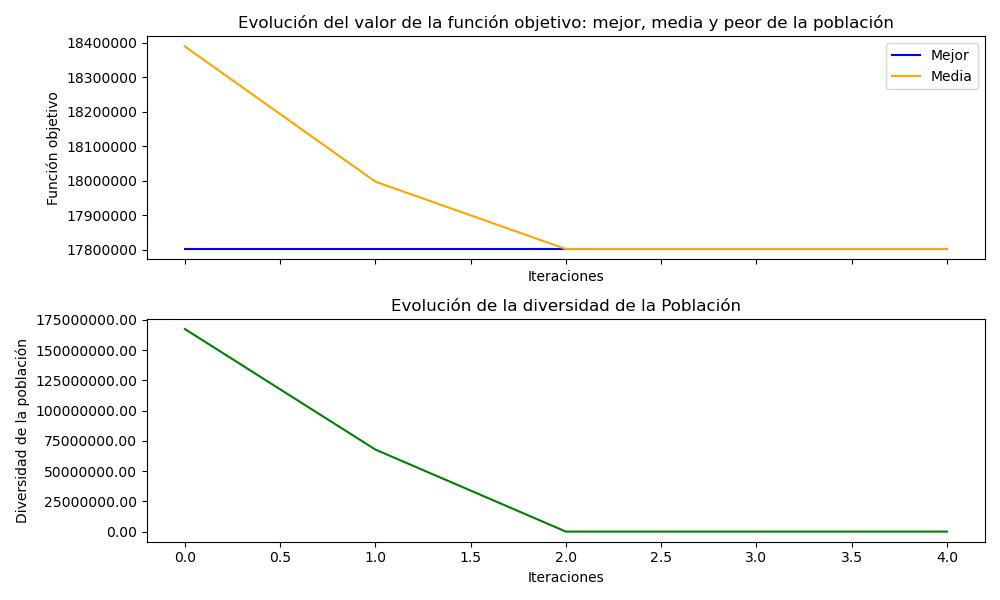 Evolución del valor de la función objetivo: mejor, media y peor de la población
18400000
18300000
18200000
18100000
18000000
17900000
17800000
Función objetivo
Mejor
Media
Iteraciones
Evolución de la diversidad de la Población
175000000.00
150000000.00
125000000.00
100000000.00
75000000.00
50000000.00
25000000.00
0.00
Diversidad de la población
0.0 0.5 1.0 1.5 2.0 2.5 3.0 3.5 4.0
Iteraciones